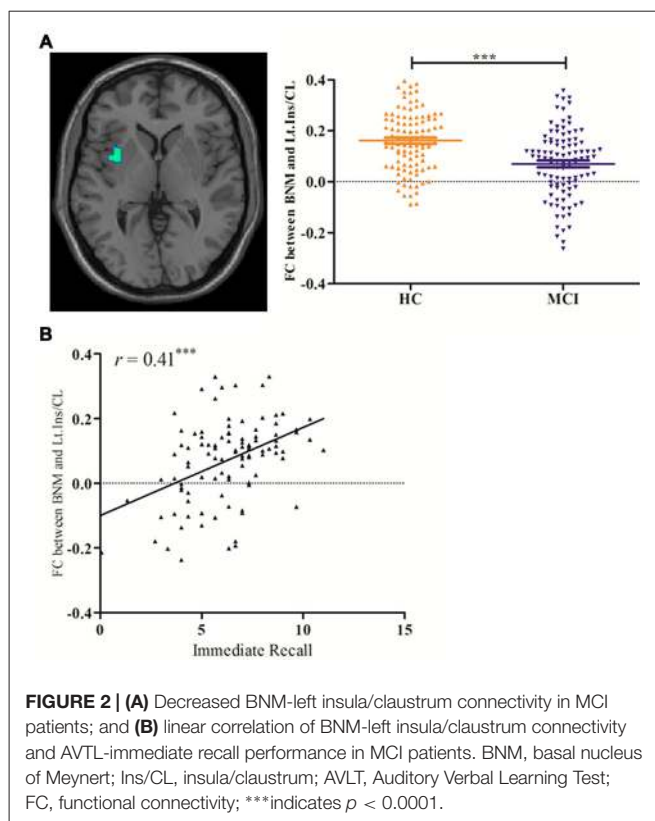 A
***
FC between BNM and Lt.Ins/CL
0.4
0.2
0.0
-0.2
-0.4
HC
MCI
B
r = 0.41***
FC between BNM and Lt.Ins/CL
0.4
0.2
0.0
-0.2
-0.4
0
5
10
15
Immediate Recall
FIGURE 2 | (A) Decreased BNM-left insula/claustrum connectivity in MCI
patients; and (B) linear correlation of BNM-left insula/claustrum connectivity
and AVTL-immediate recall performance in MCI patients. BNM, basal nucleus
of Meynert; Ins/CL, insula/claustrum; AVLT, Auditory Verbal Learning Test;
FC, functional connectivity; ***indicates p < 0.0001.